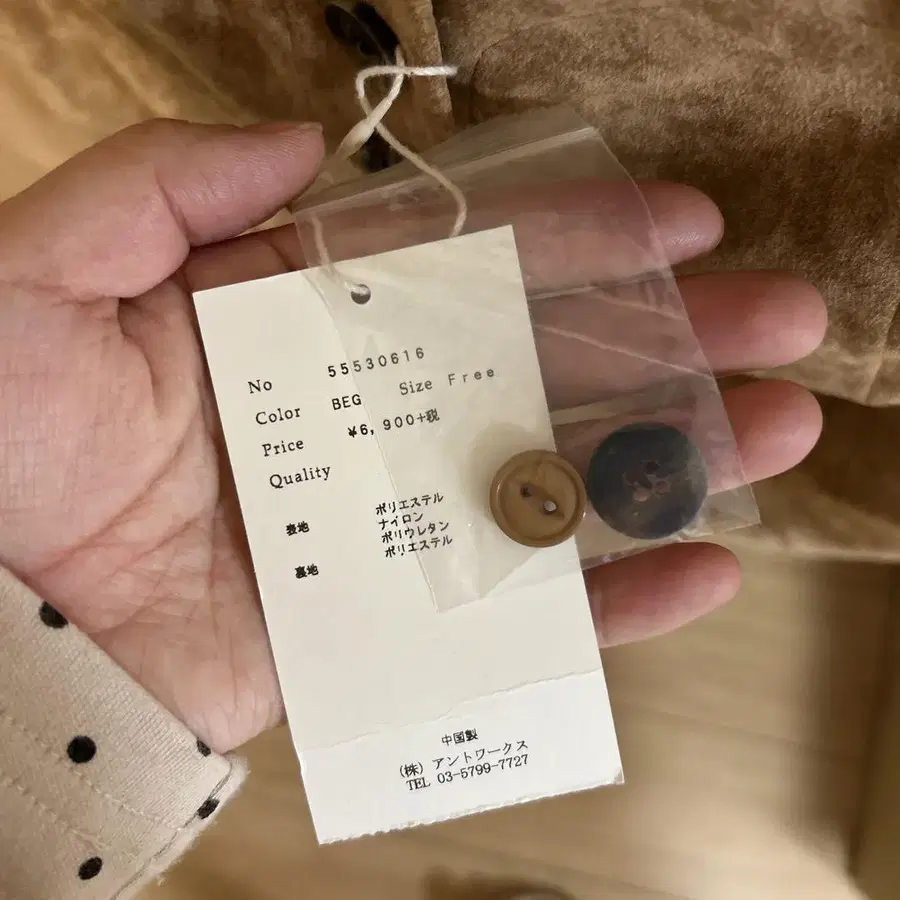 No 55530616
Color BEG Size Free
Price ¥6,900+税
Quality
表地 ポリエステル
ナイロン
ポリウレタン
裏地 ポリエステル
中国製
（株）アントワークス
TEL 03-5799-7727